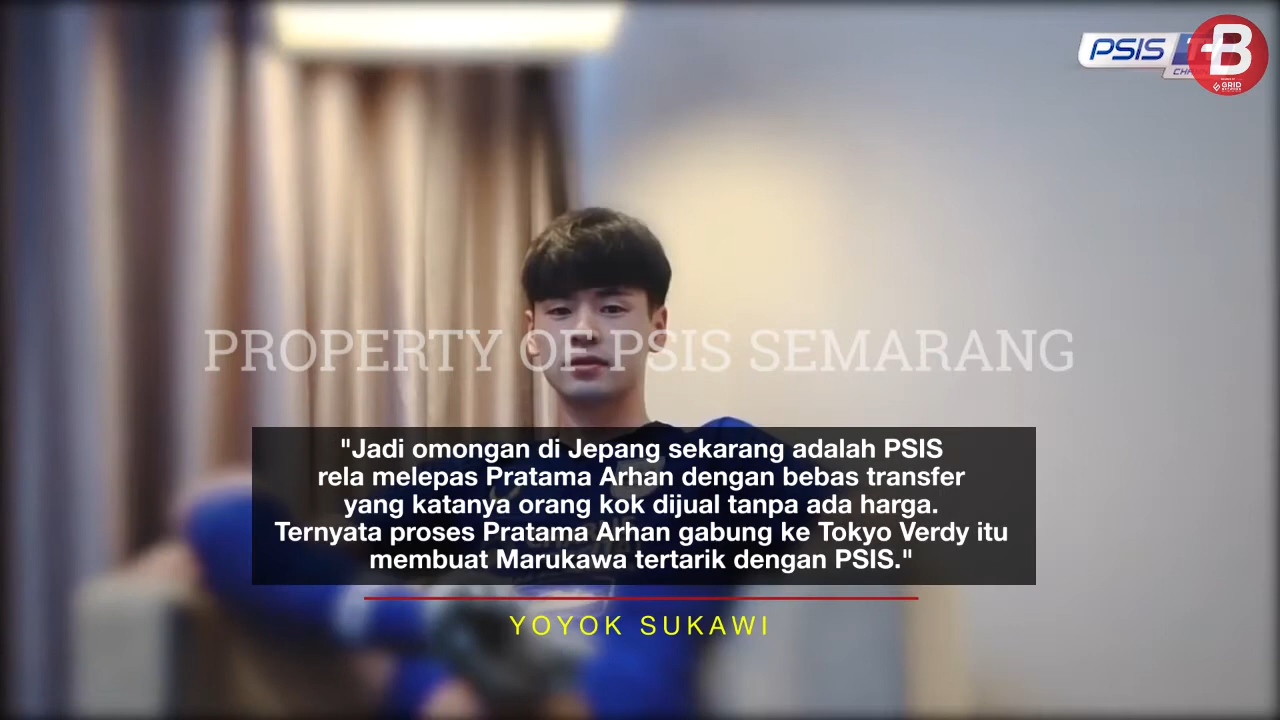 PSIS
B
GRID
PROPERTY OF PSIS SEMARANG
"Jadi omongan di Jepang sekarang adalah PSIS
rela melepas Pratama Arhan dengan bebas transfer
yang katanya orang kok dijual tanpa ada harga.
Ternyata proses Pratama Arhan gabung ke Tokyo Verdy itu
membuat Marukawa tertarik dengan PSIS."
YOYOK SUKAWI